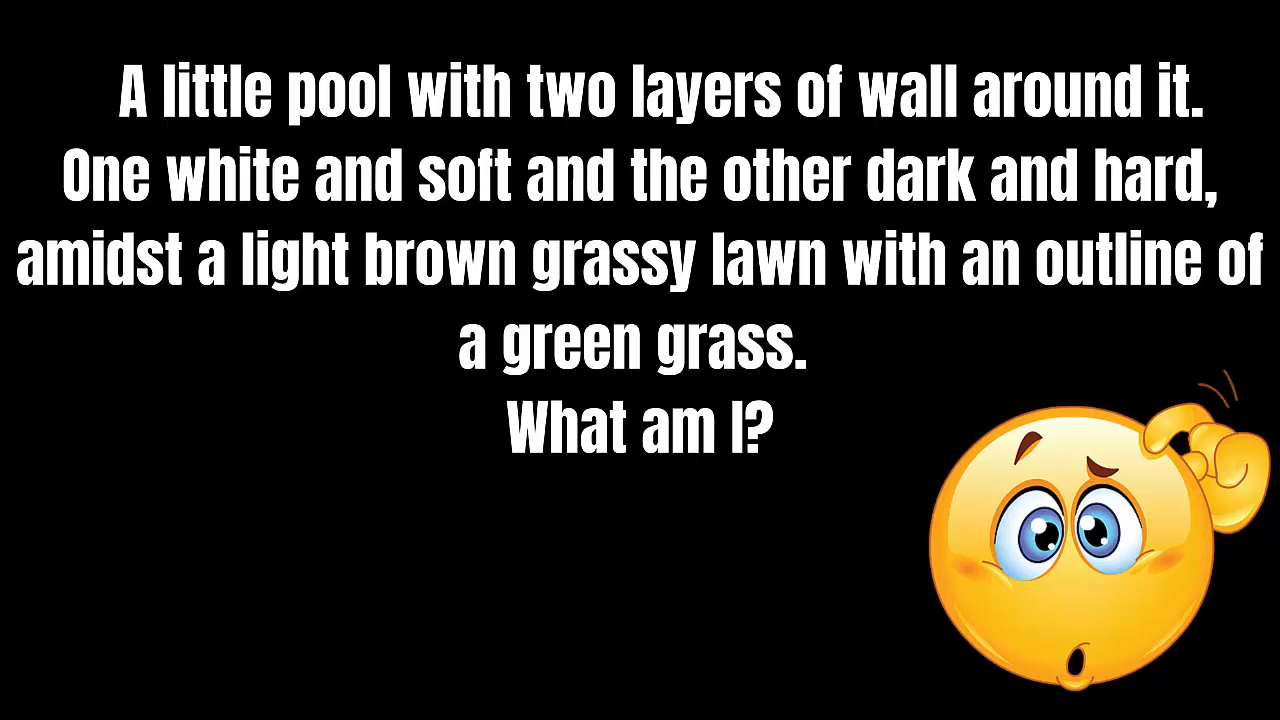 A little pool with two layers of wall around it.
One white and soft and the other dark and hard,
amidst a light brown grassy lawn with an outline of
a green grass.
What am I?